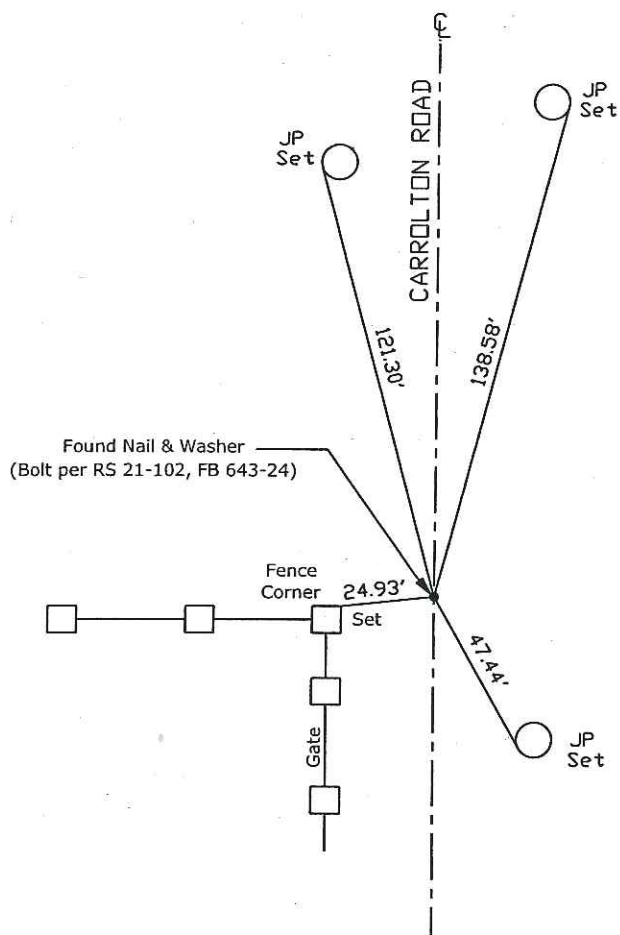 ℄
JP
Set
JP
Set
CARROLTON ROAD
121.30'
138.58'
Found Nail & Washer
(Bolt per RS 21-102, FB 643-24)
Fence
Corner
24.93'
Set
47.44'
Gate
JP
Set